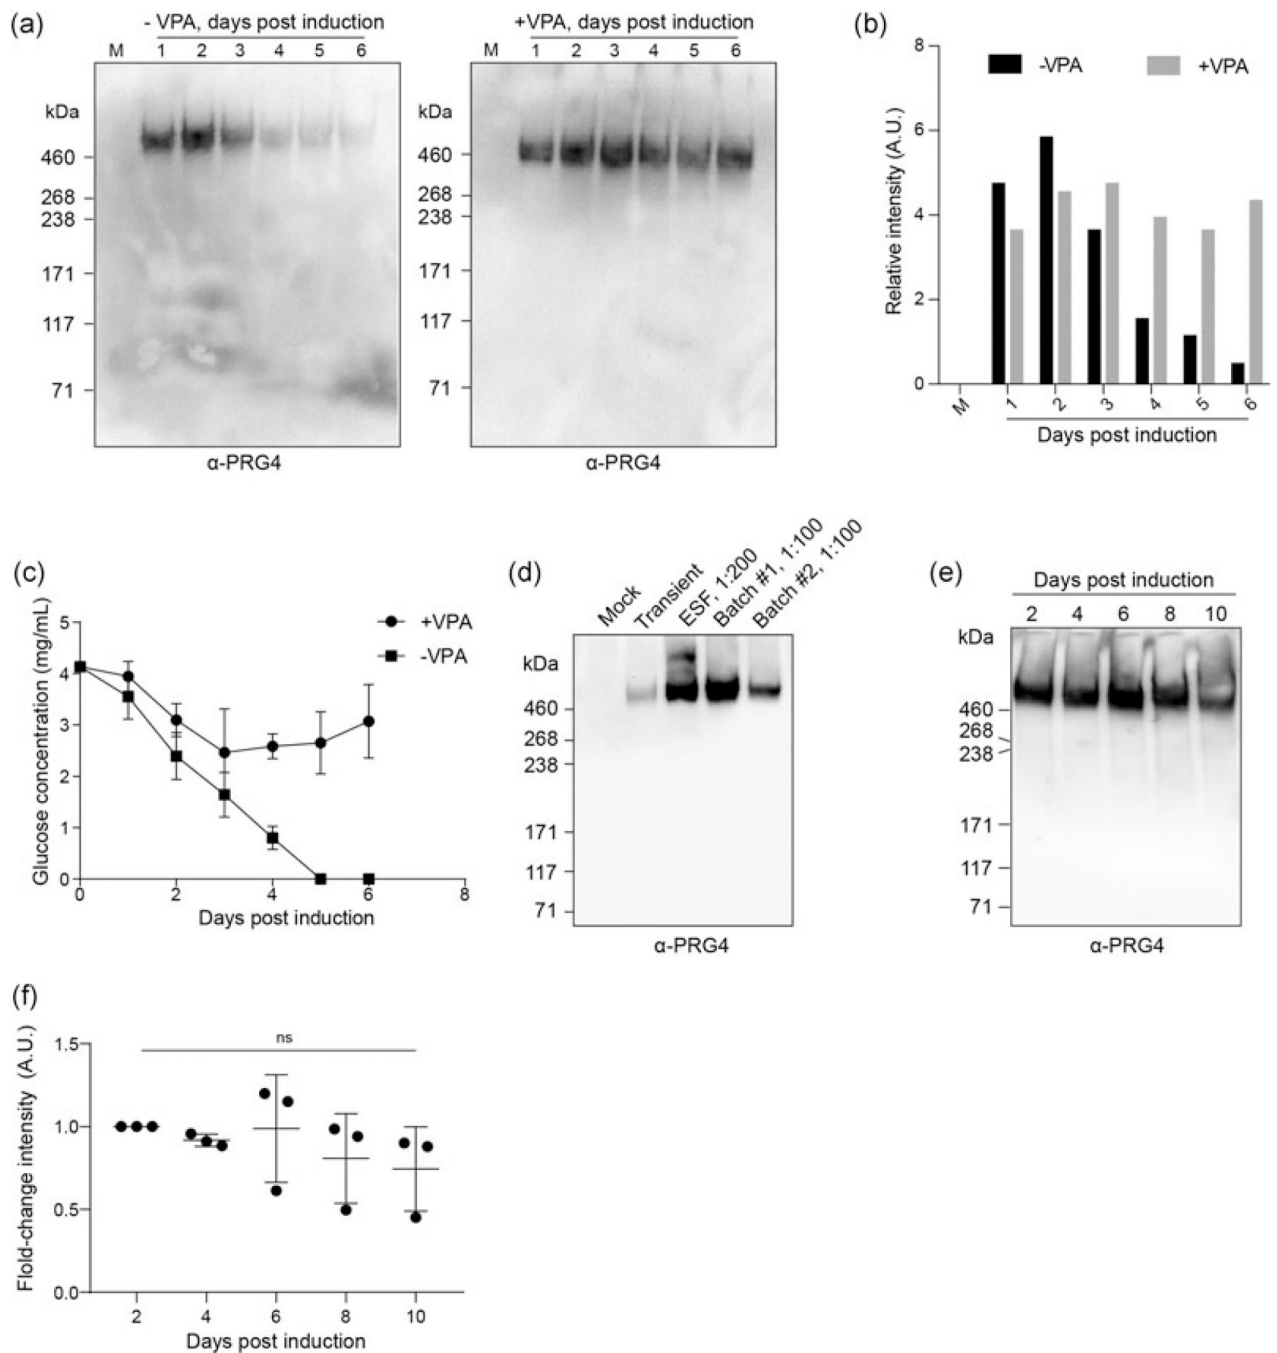 (a)
- VPA, days post induction
M 1 2 3 4 5 6
kDa
460
268
238
171
117
71
α-PRG4
+VPA, days post induction
M 1 2 3 4 5 6
kDa
460
268
238
171
117
71
α-PRG4
(b)
-VPA +VPA
Relative intensity (A.U.)
8
6
4
2
0
M 1 2 3 4 5 6
Days post induction
(c)
+VPA
-VPA
Glucose concentration (mg/mL)
5
4
3
2
1
0
0 2 4 6 8
Days post induction
(d)
Mock
Transient
ESF, 1:200
Batch #1, 1:100
Batch #2, 1:100
kDa
460
268
238
171
117
71
α-PRG4
(e)
Days post induction
2 4 6 8 10
kDa
460
268
238
171
117
71
α-PRG4
(f)
ns
Flold-change intensity (A.U.)
1.5
1.0
0.5
0.0
2 4 6 8 10
Days post induction